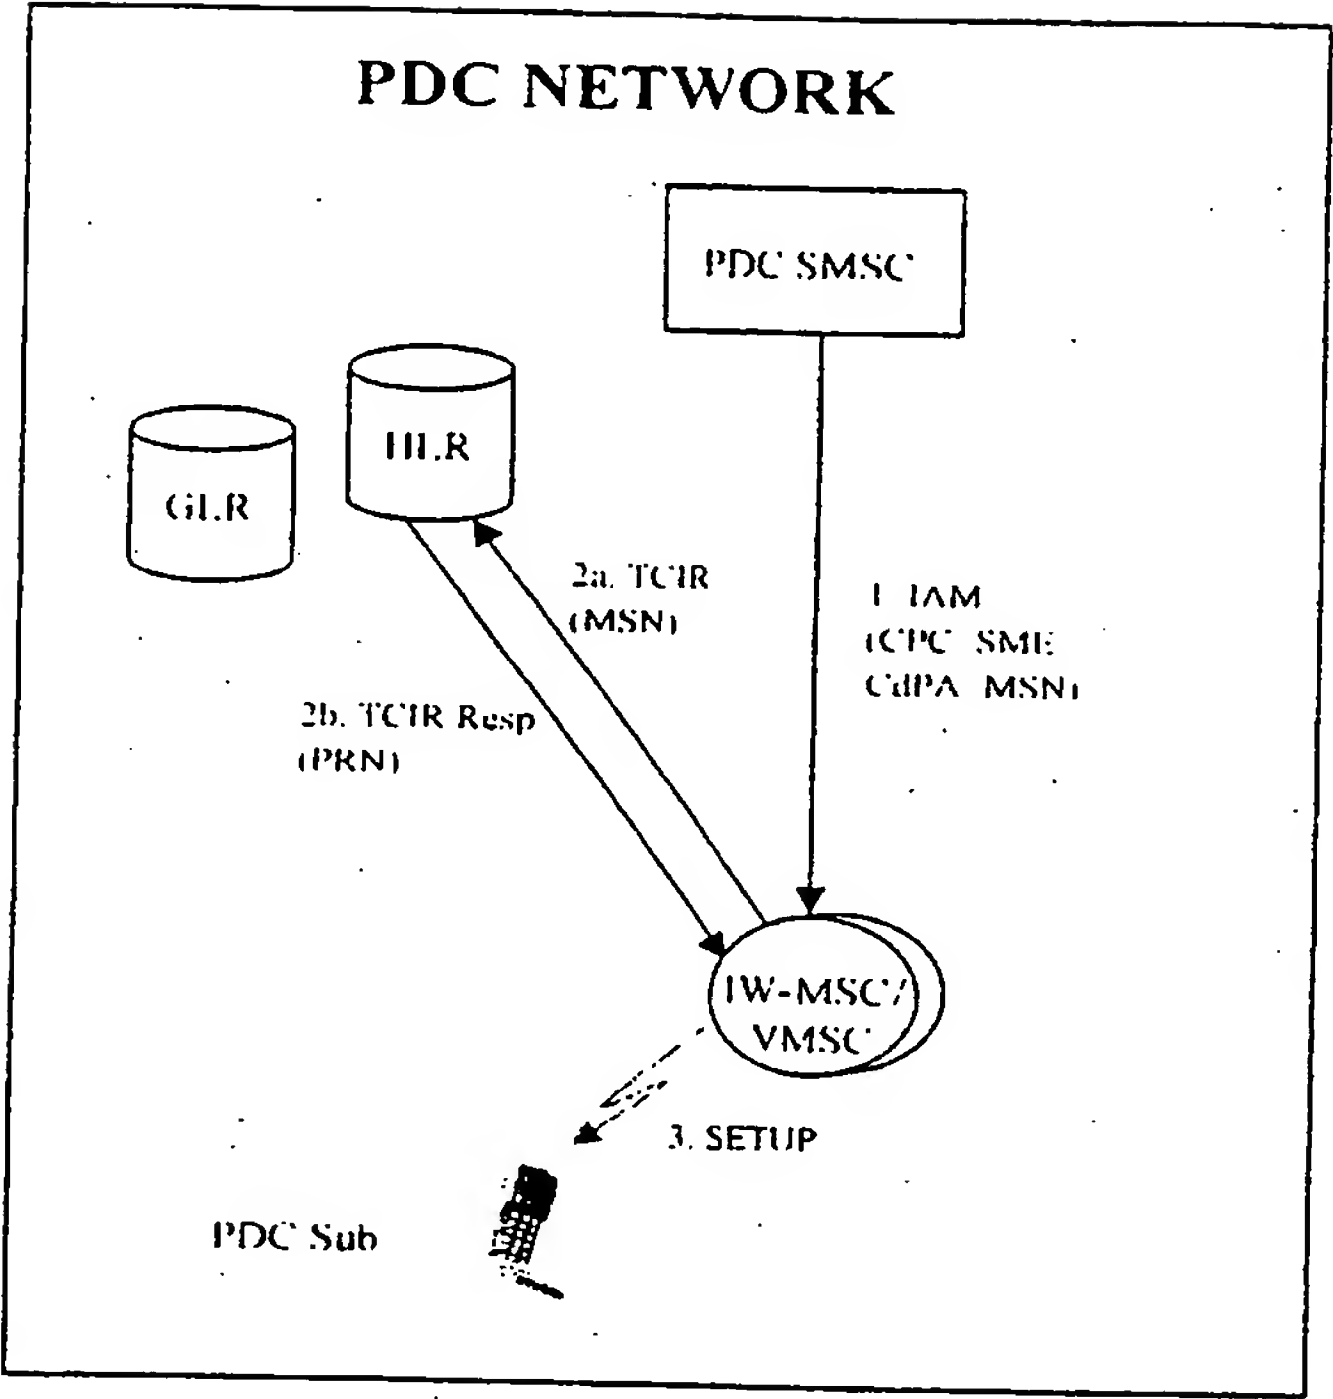 PDC NETWORK
PDC SMSC
HLR
GLR
2a. TCIR
(MSN)
1 IAM
(CPC SME
CdPA MSN)
2b. TCIR Resp
(PRN)
IW-MSC/
VMSC
3. SETUP
PDC Sub